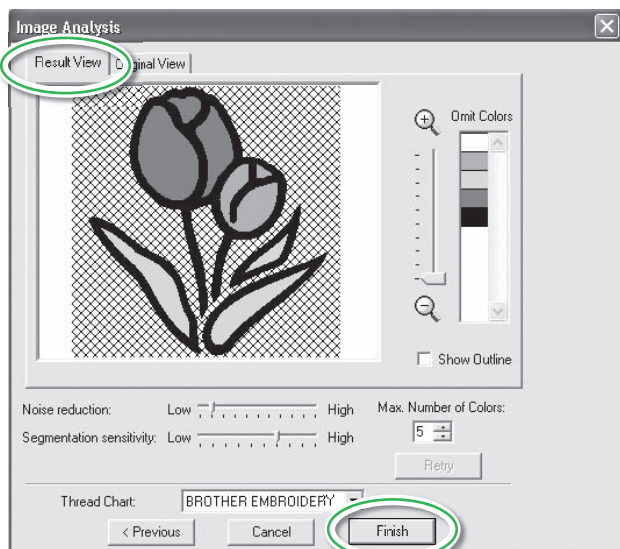 Image Analysis
Result View
Original View
Omit Colors
Show Outline
Noise reduction: Low High
Max. Number of Colors:
Segmentation sensitivity: Low High
5
Retry
Thread Chart: BROTHER EMBROIDERY
< Previous Cancel Finish